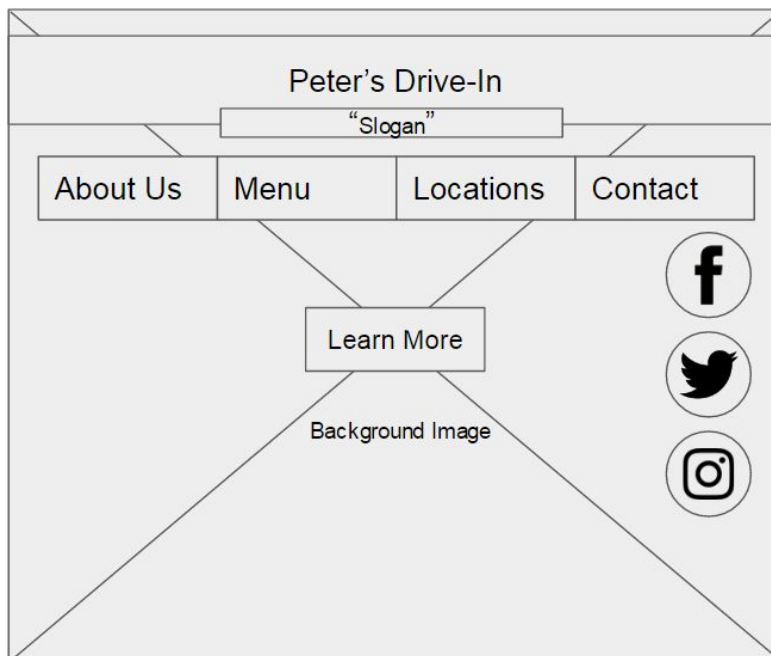 Peter’s Drive-In
“Slogan”
About Us Menu Locations Contact
Learn More
Background Image